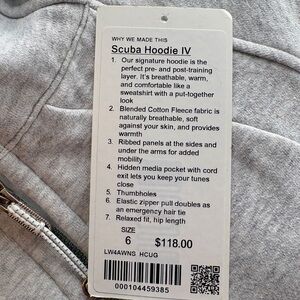 WHY WE MADE THIS
Scuba Hoodie IV
1. Our signature hoodie is the
perfect pre- and post-training
layer. It's breathable, warm,
and comfortable like a
sweatshirt with a put-together
look
2. Blended Cotton Fleece fabric is
naturally breathable, soft
against your skin, and provides
warmth
3. Ribbed panels at the sides and
under the arms for added
mobility
4. Hidden media pocket with cord
exit lets you keep your tunes
close
5. Thumbholes
6. Elastic zipper pull doubles as
an emergency hair tie
7. Relaxed fit, hip length
SIZE
6 $118.00
LW4AWNS HCUG
000104459385